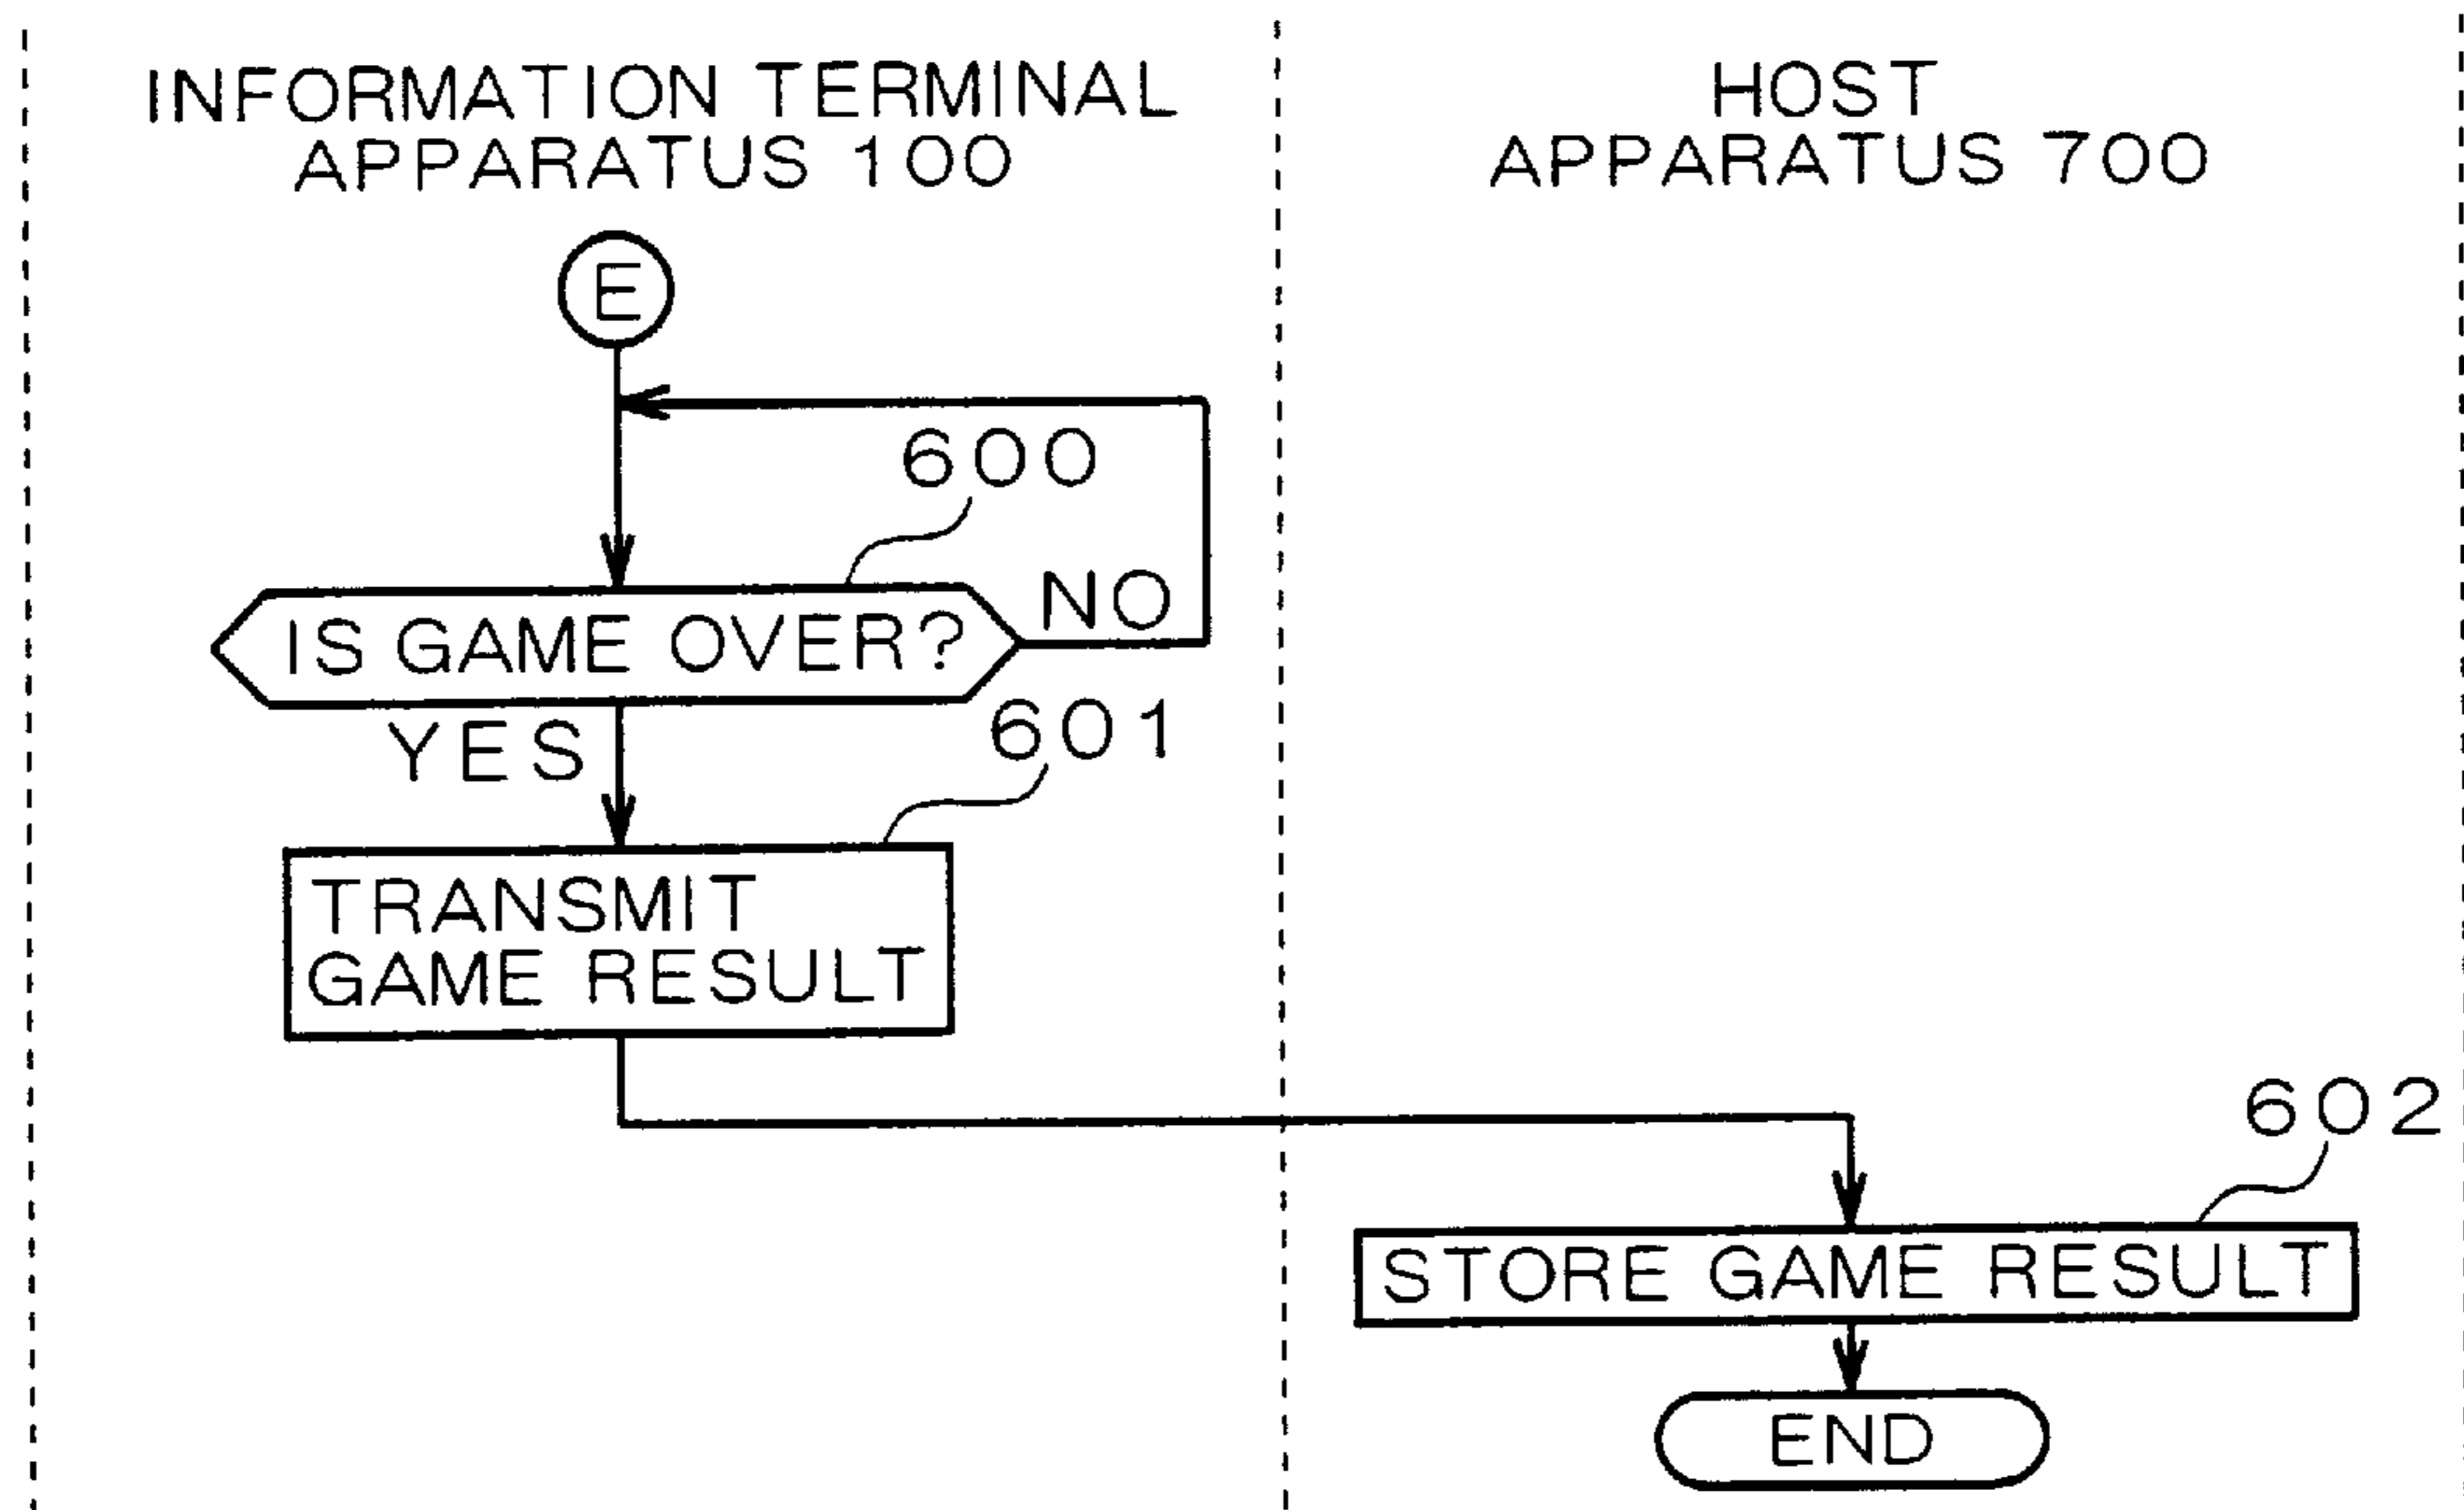 INFORMATION TERMINAL
APPARATUS 100
HOST
APPARATUS 700
E
600
IS GAME OVER?
NO
YES
601
TRANSMIT
GAME RESULT
602
STORE GAME RESULT
END